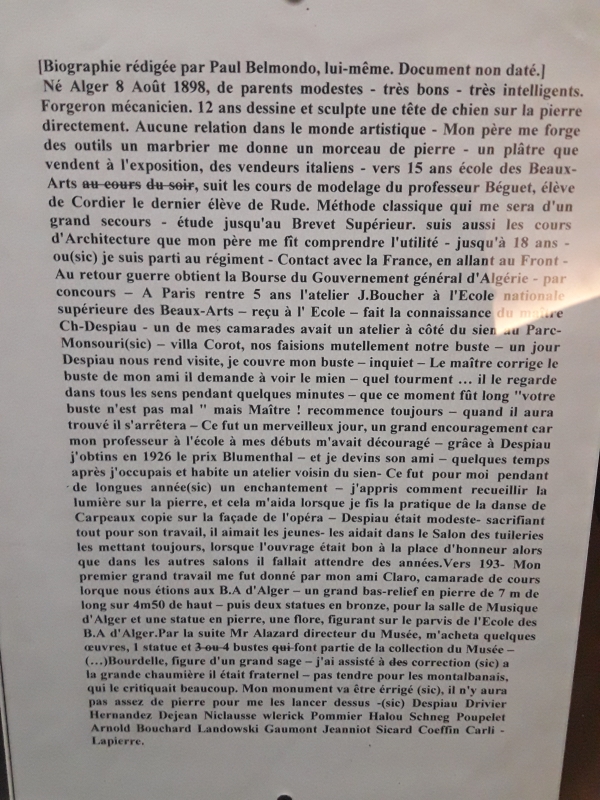 [Biographie rédigée par Paul Belmondo, lui-même. Document non daté.]
Né Alger 8 Août 1898, de parents modestes - très bons - très intelligents.
Forgeron mécanicien. 12 ans dessine et sculpte une tête de chien sur la pierre
directement. Aucune relation dans le monde artistique - Mon père me forge
des outils un marbrier me donne un morceau de pierre - un plâtre que
vendent à l'exposition, des vendeurs italiens - vers 15 ans école des Beaux-
Arts au cours du soir, suit les cours de modelage du professeur Béguet, élève
de Cordier le dernier élève de Rude. Méthode classique qui me sera d'un
grand secours - étude jusqu'au Brevet Supérieur. suis aussi les cours
d'Architecture que mon père me fit comprendre l'utilité - jusqu'à 18 ans -
ou(sic) je suis parti au régiment - Contact avec la France, en allant au Front -
Au retour guerre obtient la Bourse du Gouvernement général d'Algérie - par
concours – A Paris rentre 5 ans l'atelier J.Boucher à l'Ecole nationale
supérieure des Beaux-Arts – reçu à l' Ecole – fait la connaissance du maître
Ch-Despiau - un de mes camarades avait un atelier à côté du sien au Parc-
Monsouri(sic) – villa Corot, nos faisions mutellement notre buste – un jour
Despiau nous rend visite, je couvre mon buste – inquiet – Le maître corrige le
buste de mon ami il demande à voir le mien – quel tourment ... il le regarde
dans tous les sens pendant quelques minutes – que ce moment fût long "votre
buste n'est pas mal " mais Maître ! recommence toujours – quand il aura
trouvé il s'arrêtera – Ce fut un merveilleux jour, un grand encouragement car
mon professeur à l'école à mes débuts m'avait découragé – grâce à Despiau
j'obtins en 1926 le prix Blumenthal – et je devins son ami – quelques temps
après j'occupais et habite un atelier voisin du sien- Ce fut pour moi pendant
de longues année(sic) un enchantement – j'appris comment recueillir la
lumière sur la pierre, et cela m'aida lorsque je fis la pratique de la danse de
Carpeaux copie sur la façade de l'opéra – Despiau était modeste- sacrifiant
tout pour son travail, il aimait les jeunes- les aidait dans le Salon des tuileries
les mettant toujours, lorsque l'ouvrage était bon à la place d'honneur alors
que dans les autres salons il fallait attendre des années.Vers 193- Mon
premier grand travail me fut donné par mon ami Claro, camarade de cours
lorque nous étions aux B.A d'Alger – un grand bas-relief en pierre de 7 m de
long sur 4m50 de haut – puis deux statues en bronze, pour la salle de Musique
d'Alger et une statue en pierre, une flore, figurant sur le parvis de l'Ecole des
B.A d'Alger.Par la suite Mr Alazard directeur du Musée, m'acheta quelques
œuvres, 1 statue et 3 ou 4 bustes qui font partie de la collection du Musée –
(…)Bourdelle, figure d'un grand sage – j'ai assisté à des correction (sic) a
la grande chaumière il était fraternel – pas tendre pour les montalbanais,
qui le critiquait beaucoup. Mon monument va être érrigé (sic), il n'y aura
pas assez de pierre pour me les lancer dessus -(sic) Despiau Drivier
Hernandez Dejean Niclausse wlerick Pommier Halou Schneg Poupelet
Arnold Bouchard Landowski Gaumont Jeanniot Sicard Coeffin Carli -
Lapierre.